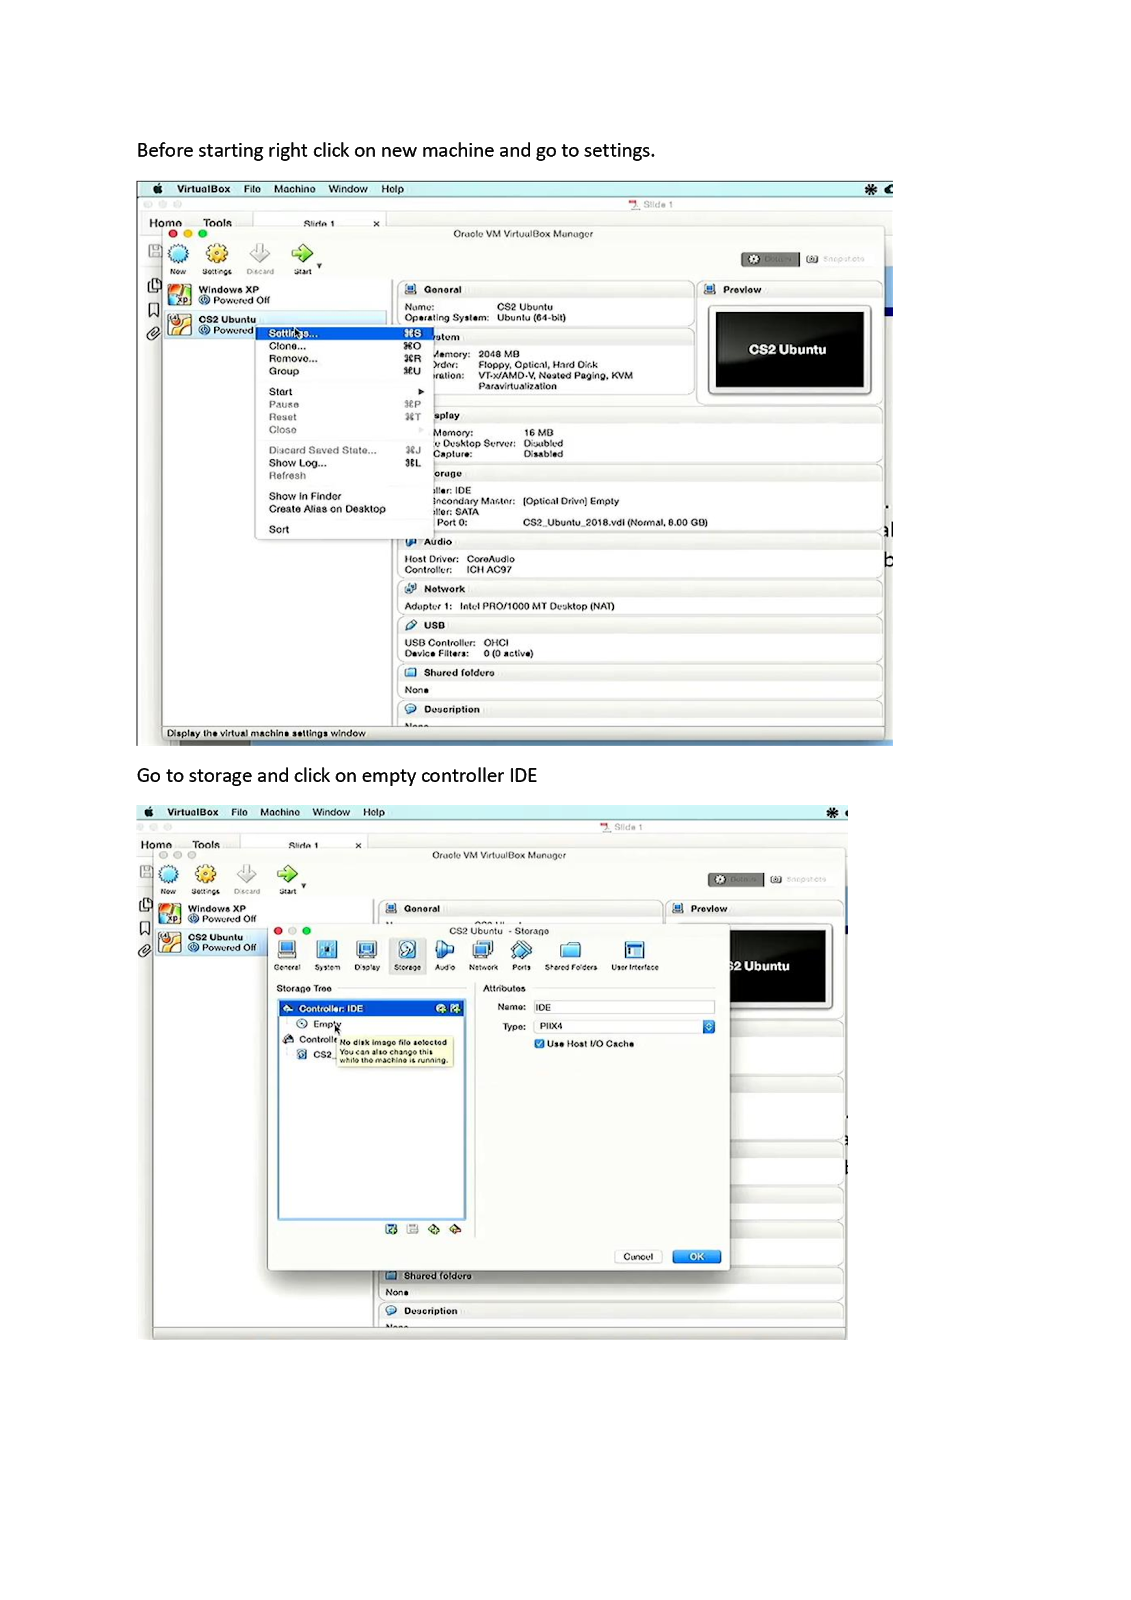 Before starting right click on new machine and go to settings.
VirtualBox File Machine Window Help
Slide 1
Home Tools Slide 1 ×
Oracle VM VirtualBox Manager
New Settings Discard Start Snapshots
Windows XP
Powered Off
CS2 Ubuntu
Powered
Settings... ⌘S
Clone... ⌘O
Remove... ⌘R
Group ⌘U
Start
Pause ⌘P
Reset ⌘T
Close
Discard Saved State... ⌘J
Show Log... ⌘L
Refresh
Show in Finder
Create Alias on Desktop
Sort
General
Name: CS2 Ubuntu
Operating System: Ubuntu (64-bit)
Preview
CS2 Ubuntu
ystem
Memory: 2048 MB
Order: Floppy, Optical, Hard Disk
ration: VT-x/AMD-V, Nested Paging, KVM
Paravirtualization
splay
Memory: 16 MB
e Desktop Server: Disabled
Capture: Disabled
orage
ller: IDE
econdary Master: [Optical Drive] Empty
ller: SATA
Port 0: CS2_Ubuntu_2018.vdi (Normal, 8.00 GB)
Audio
Host Driver: CoreAudio
Controller: ICH AC97
Network
Adapter 1: Intel PRO/1000 MT Desktop (NAT)
USB
USB Controller: OHCI
Device Filters: 0 (0 active)
Shared folders
None
Description
None
Display the virtual machine settings window
Go to storage and click on empty controller IDE
VirtualBox File Machine Window Help
Slide 1
Home Tools Slide 1 ×
Oracle VM VirtualBox Manager
New Settings Discard Start Snapshots
Windows XP
Powered Off
CS2 Ubuntu
Powered Off
General
Preview
S2 Ubuntu
CS2 Ubuntu - Storage
General System Display Storage Audio Network Ports Shared Folders User Interface
Storage Tree
Controller: IDE
Empty
Controlle
CS2_
No disk image file selected
You can also change this
while the machine is running.
Attributes
Name: IDE
Type: PIIX4
Use Host I/O Cache
Cancel OK
Shared folders
None
Description
None